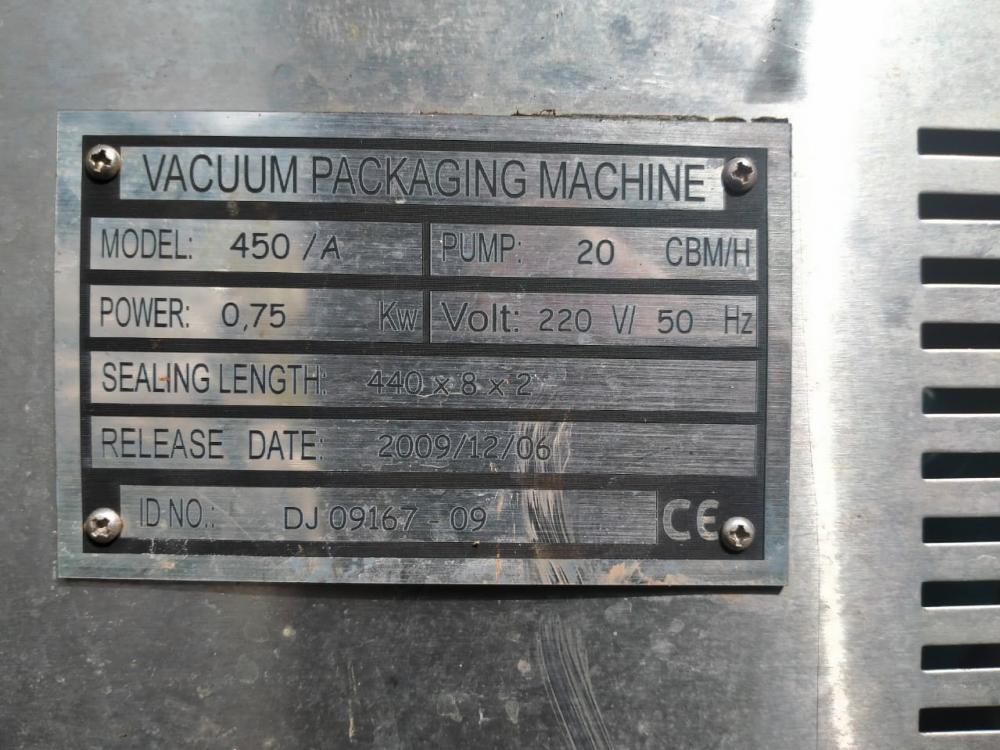 VACUUM PACKAGING MACHINE
MODEL: 450 /A PUMP: 20 CBM/H
POWER: 0,75 Kw Volt: 220 V/ 50 Hz
SEALING LENGTH: 440 x 8 x 2
RELEASE DATE: 2009/12/06
ID NO.: DJ 09167 - 09 CE